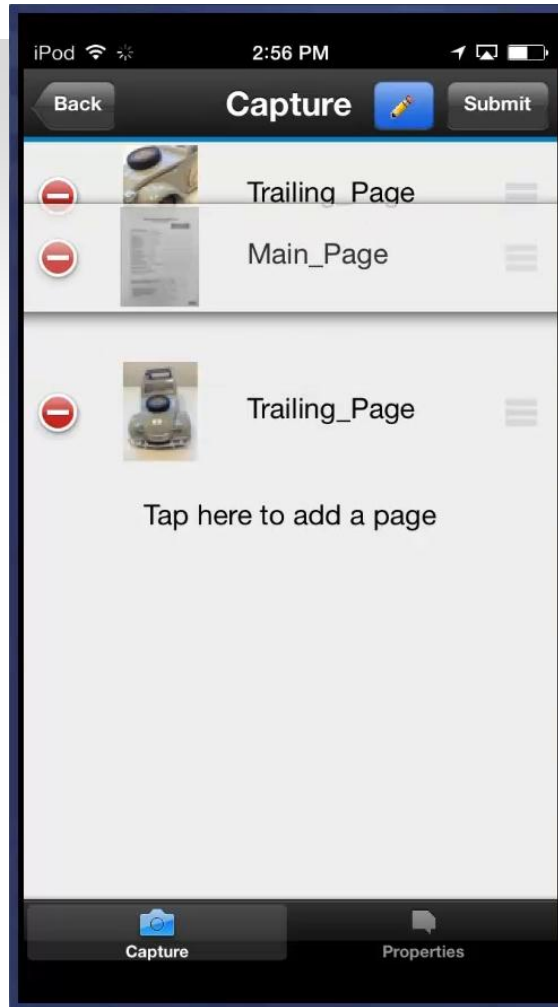 iPod 2:56 PM
Back Capture Submit
Trailing_Page
Main_Page
Trailing_Page
Tap here to add a page
Capture Properties